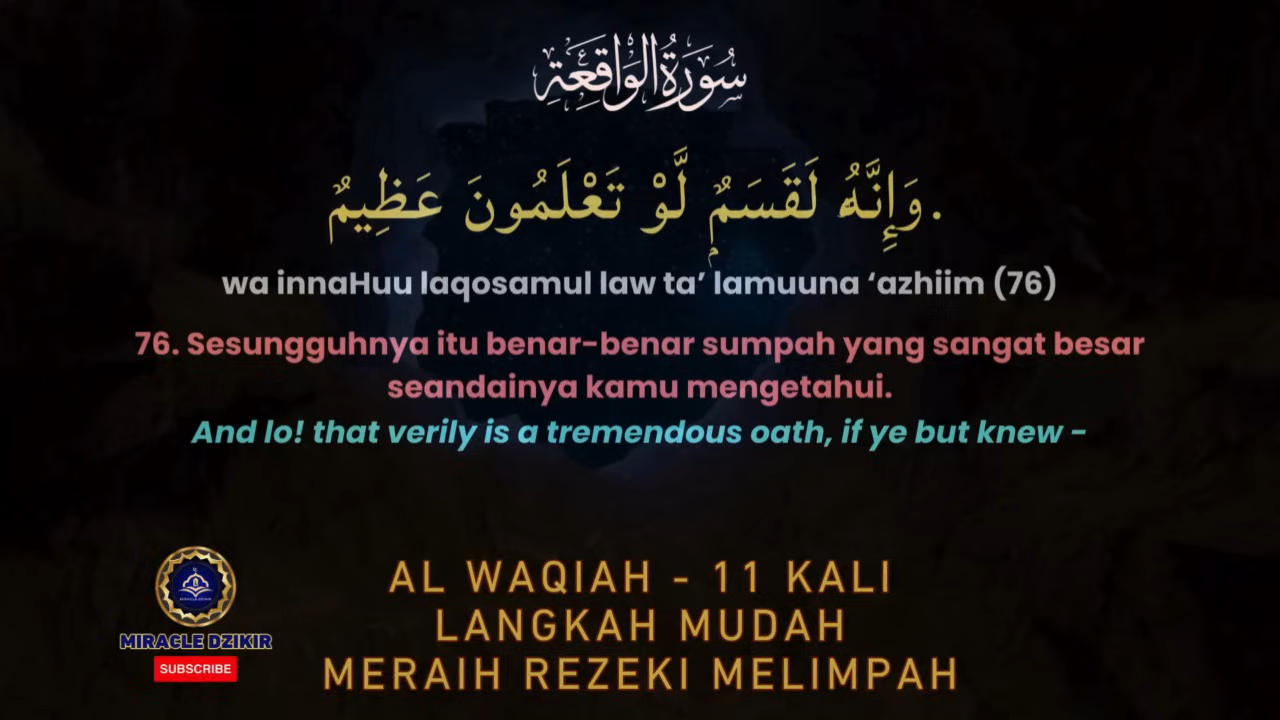 سُورَةُ الوَاقِعَةِ
وَإِنَّهُ لَقَسَمٌ لَّوْ تَعْلَمُونَ عَظِيمٌ.
wa innaHuu laqosamul law ta’ lamuuna ‘azhiim (76)
76. Sesungguhnya itu benar-benar sumpah yang sangat besar
seandainya kamu mengetahui.
And lo! that verily is a tremendous oath, if ye but knew -
AL WAQIAH - 11 KALI
LANGKAH MUDAH
MERAIH REZEKI MELIMPAH
MIRACLE DZIKIR
SUBSCRIBE